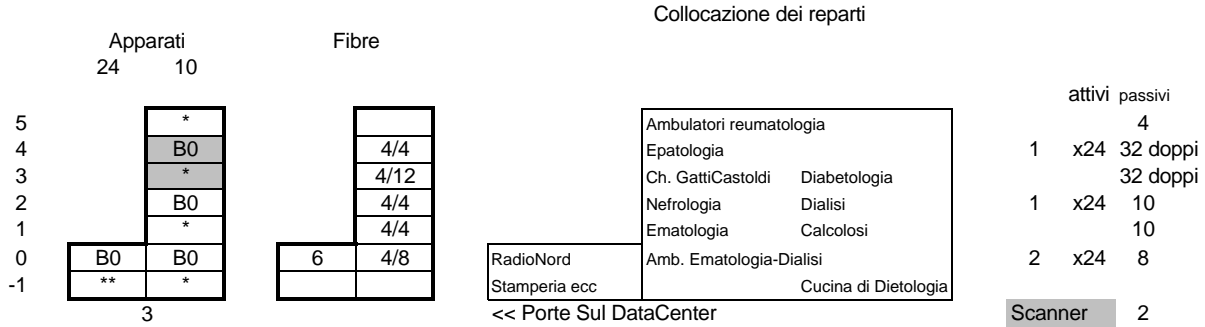 Collocazione dei reparti
Apparati Fibre
24 10
attivi passivi
5 * Ambulatori reumatologia 4
4 B0 4/4 Epatologia 1 x24 32 doppi
3 * 4/12 Ch. GattiCastoldi Diabetologia 32 doppi
2 B0 4/4 Nefrologia Dialisi 1 x24 10
1 * 4/4 Ematologia Calcolosi 10
0 B0 B0 6 4/8 RadioNord Amb. Ematologia-Dialisi 2 x24 8
-1 ** * Stamperia ecc Cucina di Dietologia
3 << Porte Sul DataCenter Scanner 2